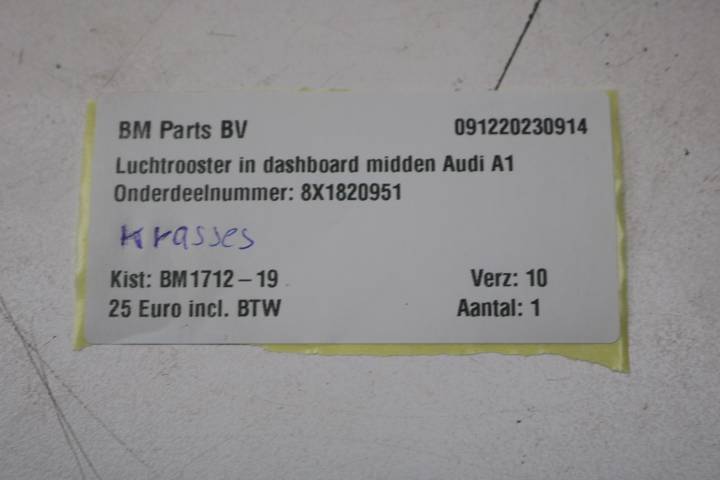 BM Parts BV 091220230914
Luchtrooster in dashboard midden Audi A1
Onderdeelnummer: 8X1820951
Krasses
Kist: BM1712 – 19 Verz: 10
25 Euro incl. BTW Aantal: 1